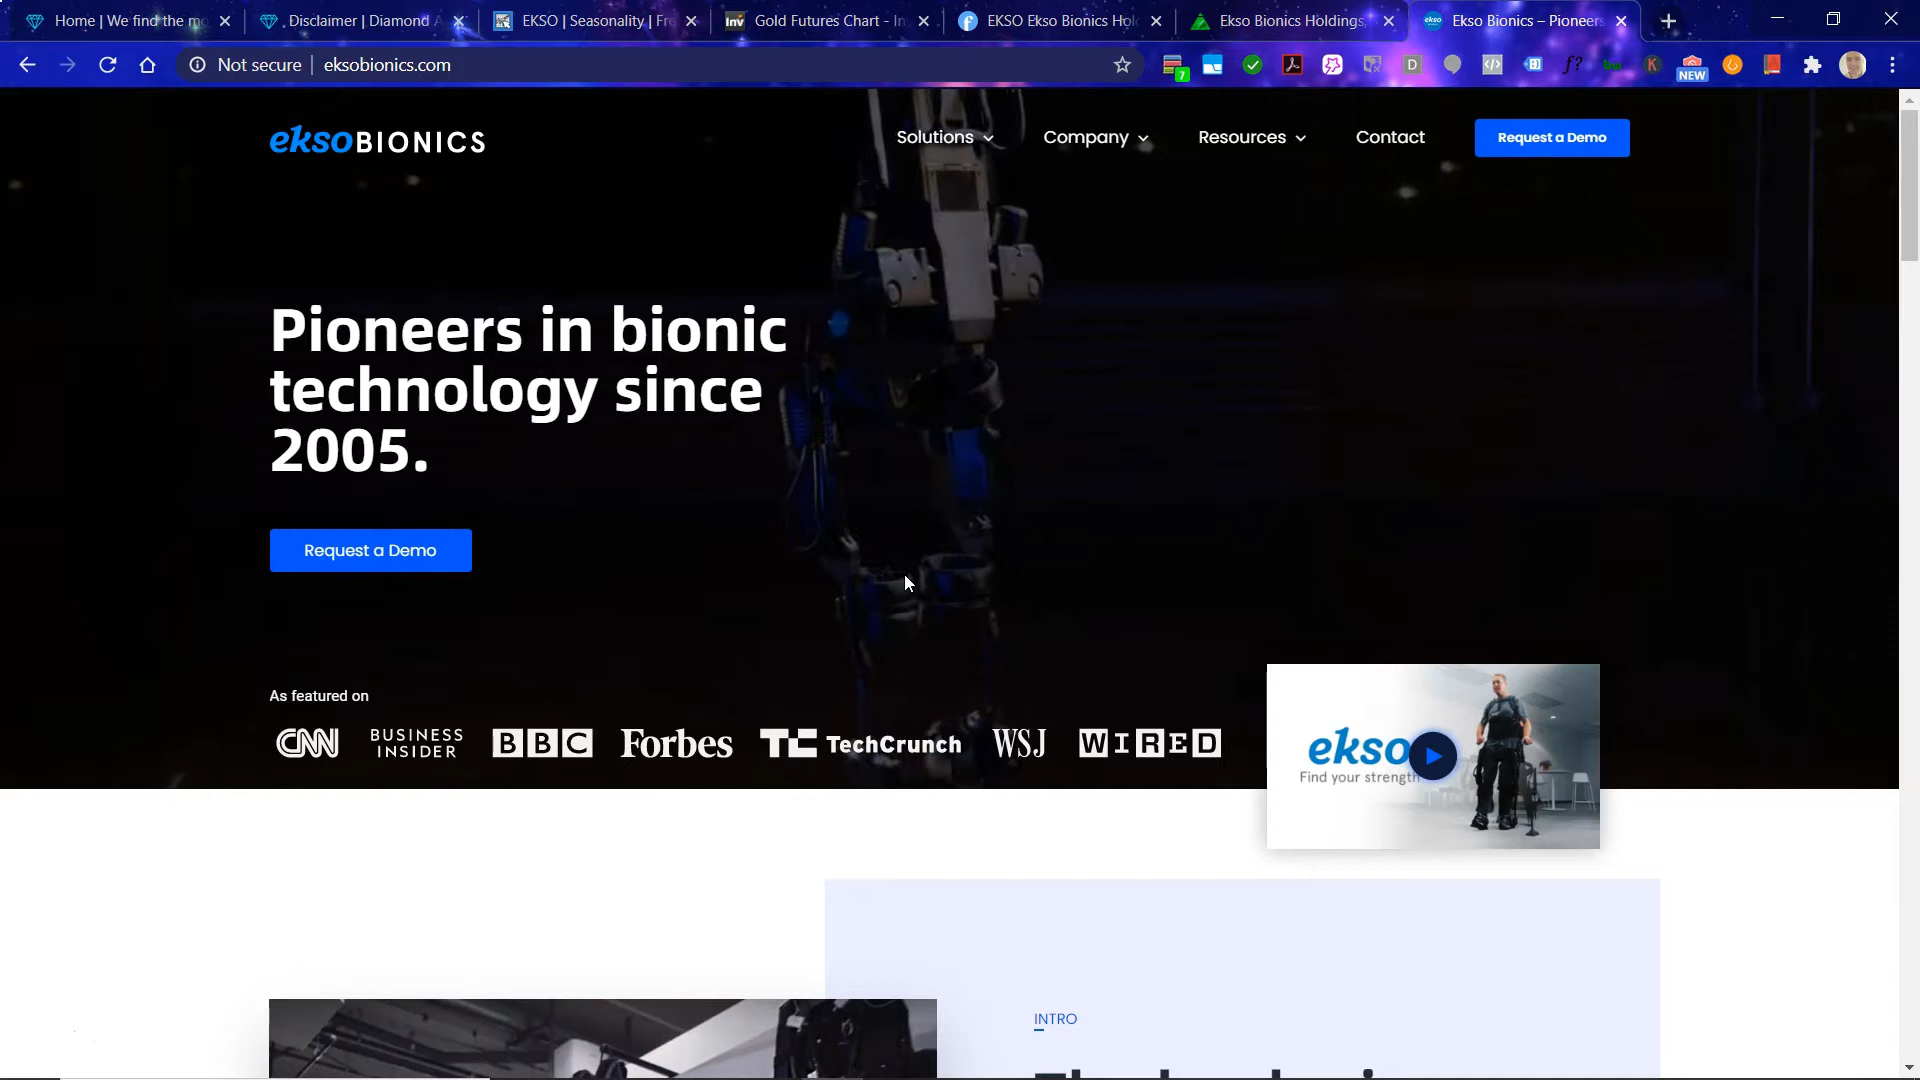 Home | We find the mo
Disclaimer | Diamond A
EKSO | Seasonality | Fre
Gold Futures Chart - In
EKSO Ekso Bionics Hol
Ekso Bionics Holdings,
Ekso Bionics – Pioneers
Not secure
eksobionics.com
7
D
f?
K
NEW
eksoBIONICS
Solutions
Company
Resources
Contact
Request a Demo
Pioneers in bionic
technology since
2005.
Request a Demo
As featured on
CNN
BUSINESS
INSIDER
BBC
Forbes
TC TechCrunch
WSJ
WIRED
ekso
Find your strength
INTRO